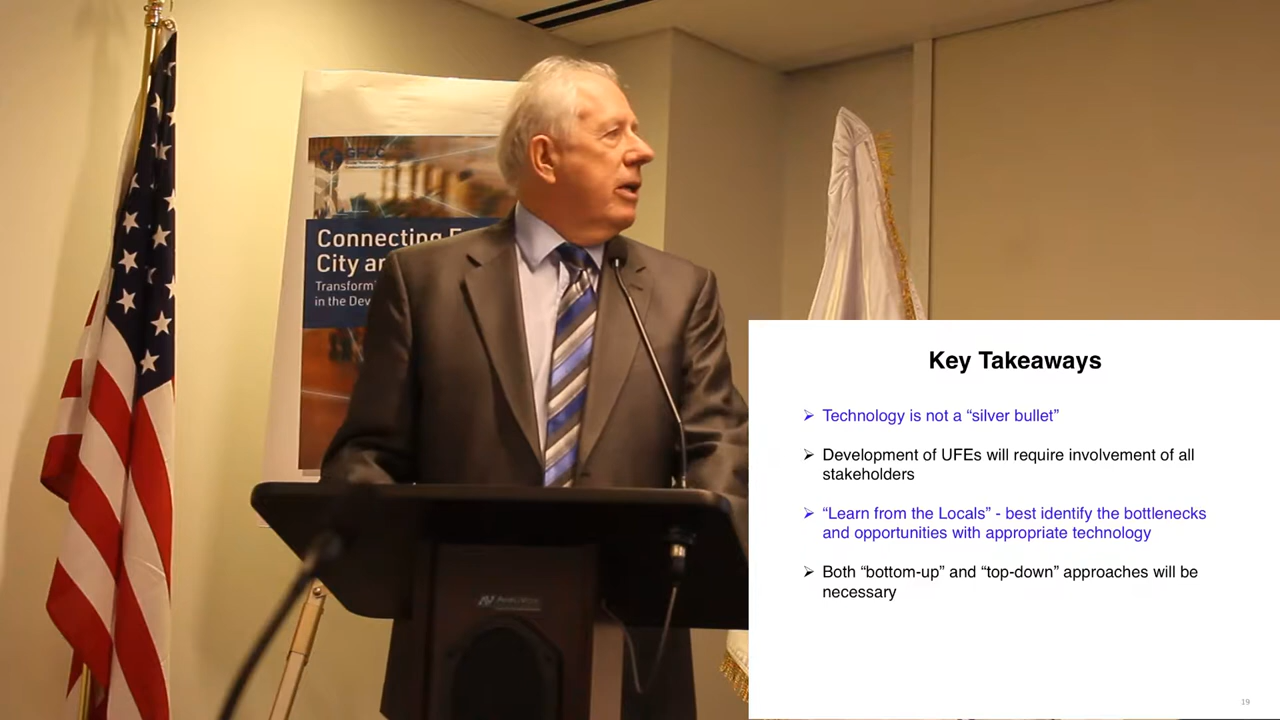 GFCC
Connecting
City
Transform
in the Dev
Key Takeaways
➢ Technology is not a “silver bullet”
➢ Development of UFEs will require involvement of all
stakeholders
➢ “Learn from the Locals” - best identify the bottlenecks
and opportunities with appropriate technology
➢ Both “bottom-up” and “top-down” approaches will be
necessary
19